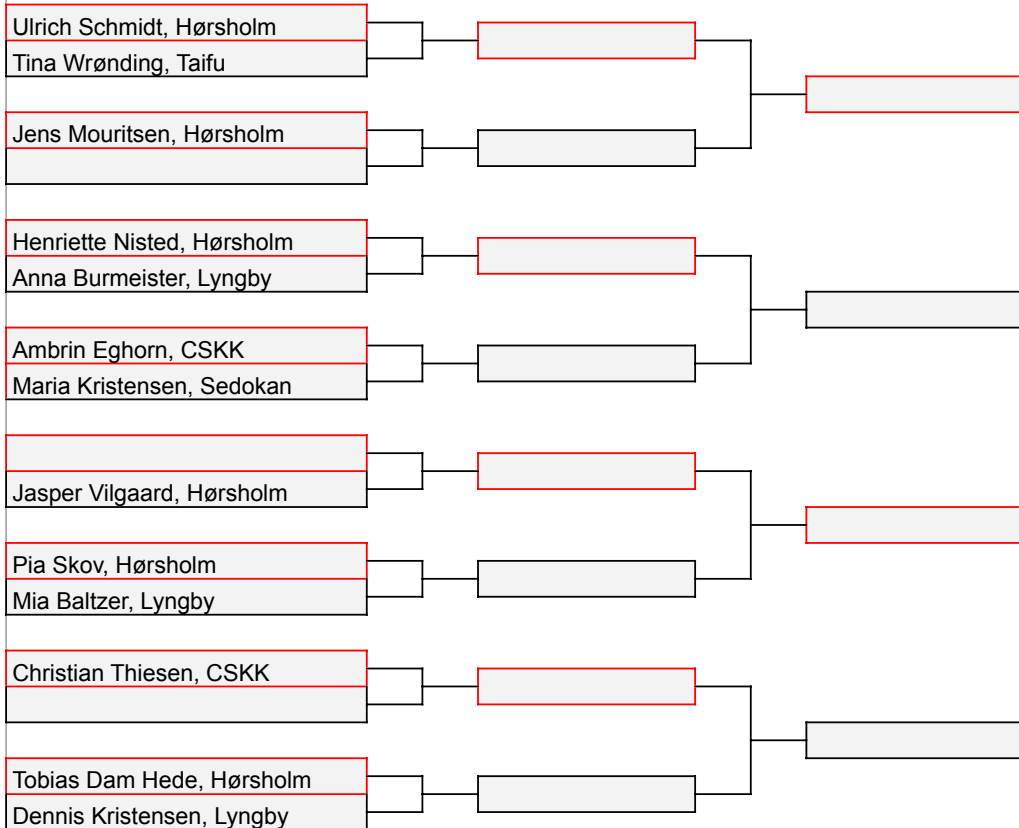 Ulrich Schmidt, Hørsholm
Tina Wrønding, Taifu
Jens Mouritsen, Hørsholm
Henriette Nisted, Hørsholm
Anna Burmeister, Lyngby
Ambrin Eghorn, CSKK
Maria Kristensen, Sedokan
Jasper Vilgaard, Hørsholm
Pia Skov, Hørsholm
Mia Baltzer, Lyngby
Christian Thiesen, CSKK
Tobias Dam Hede, Hørsholm
Dennis Kristensen, Lyngby